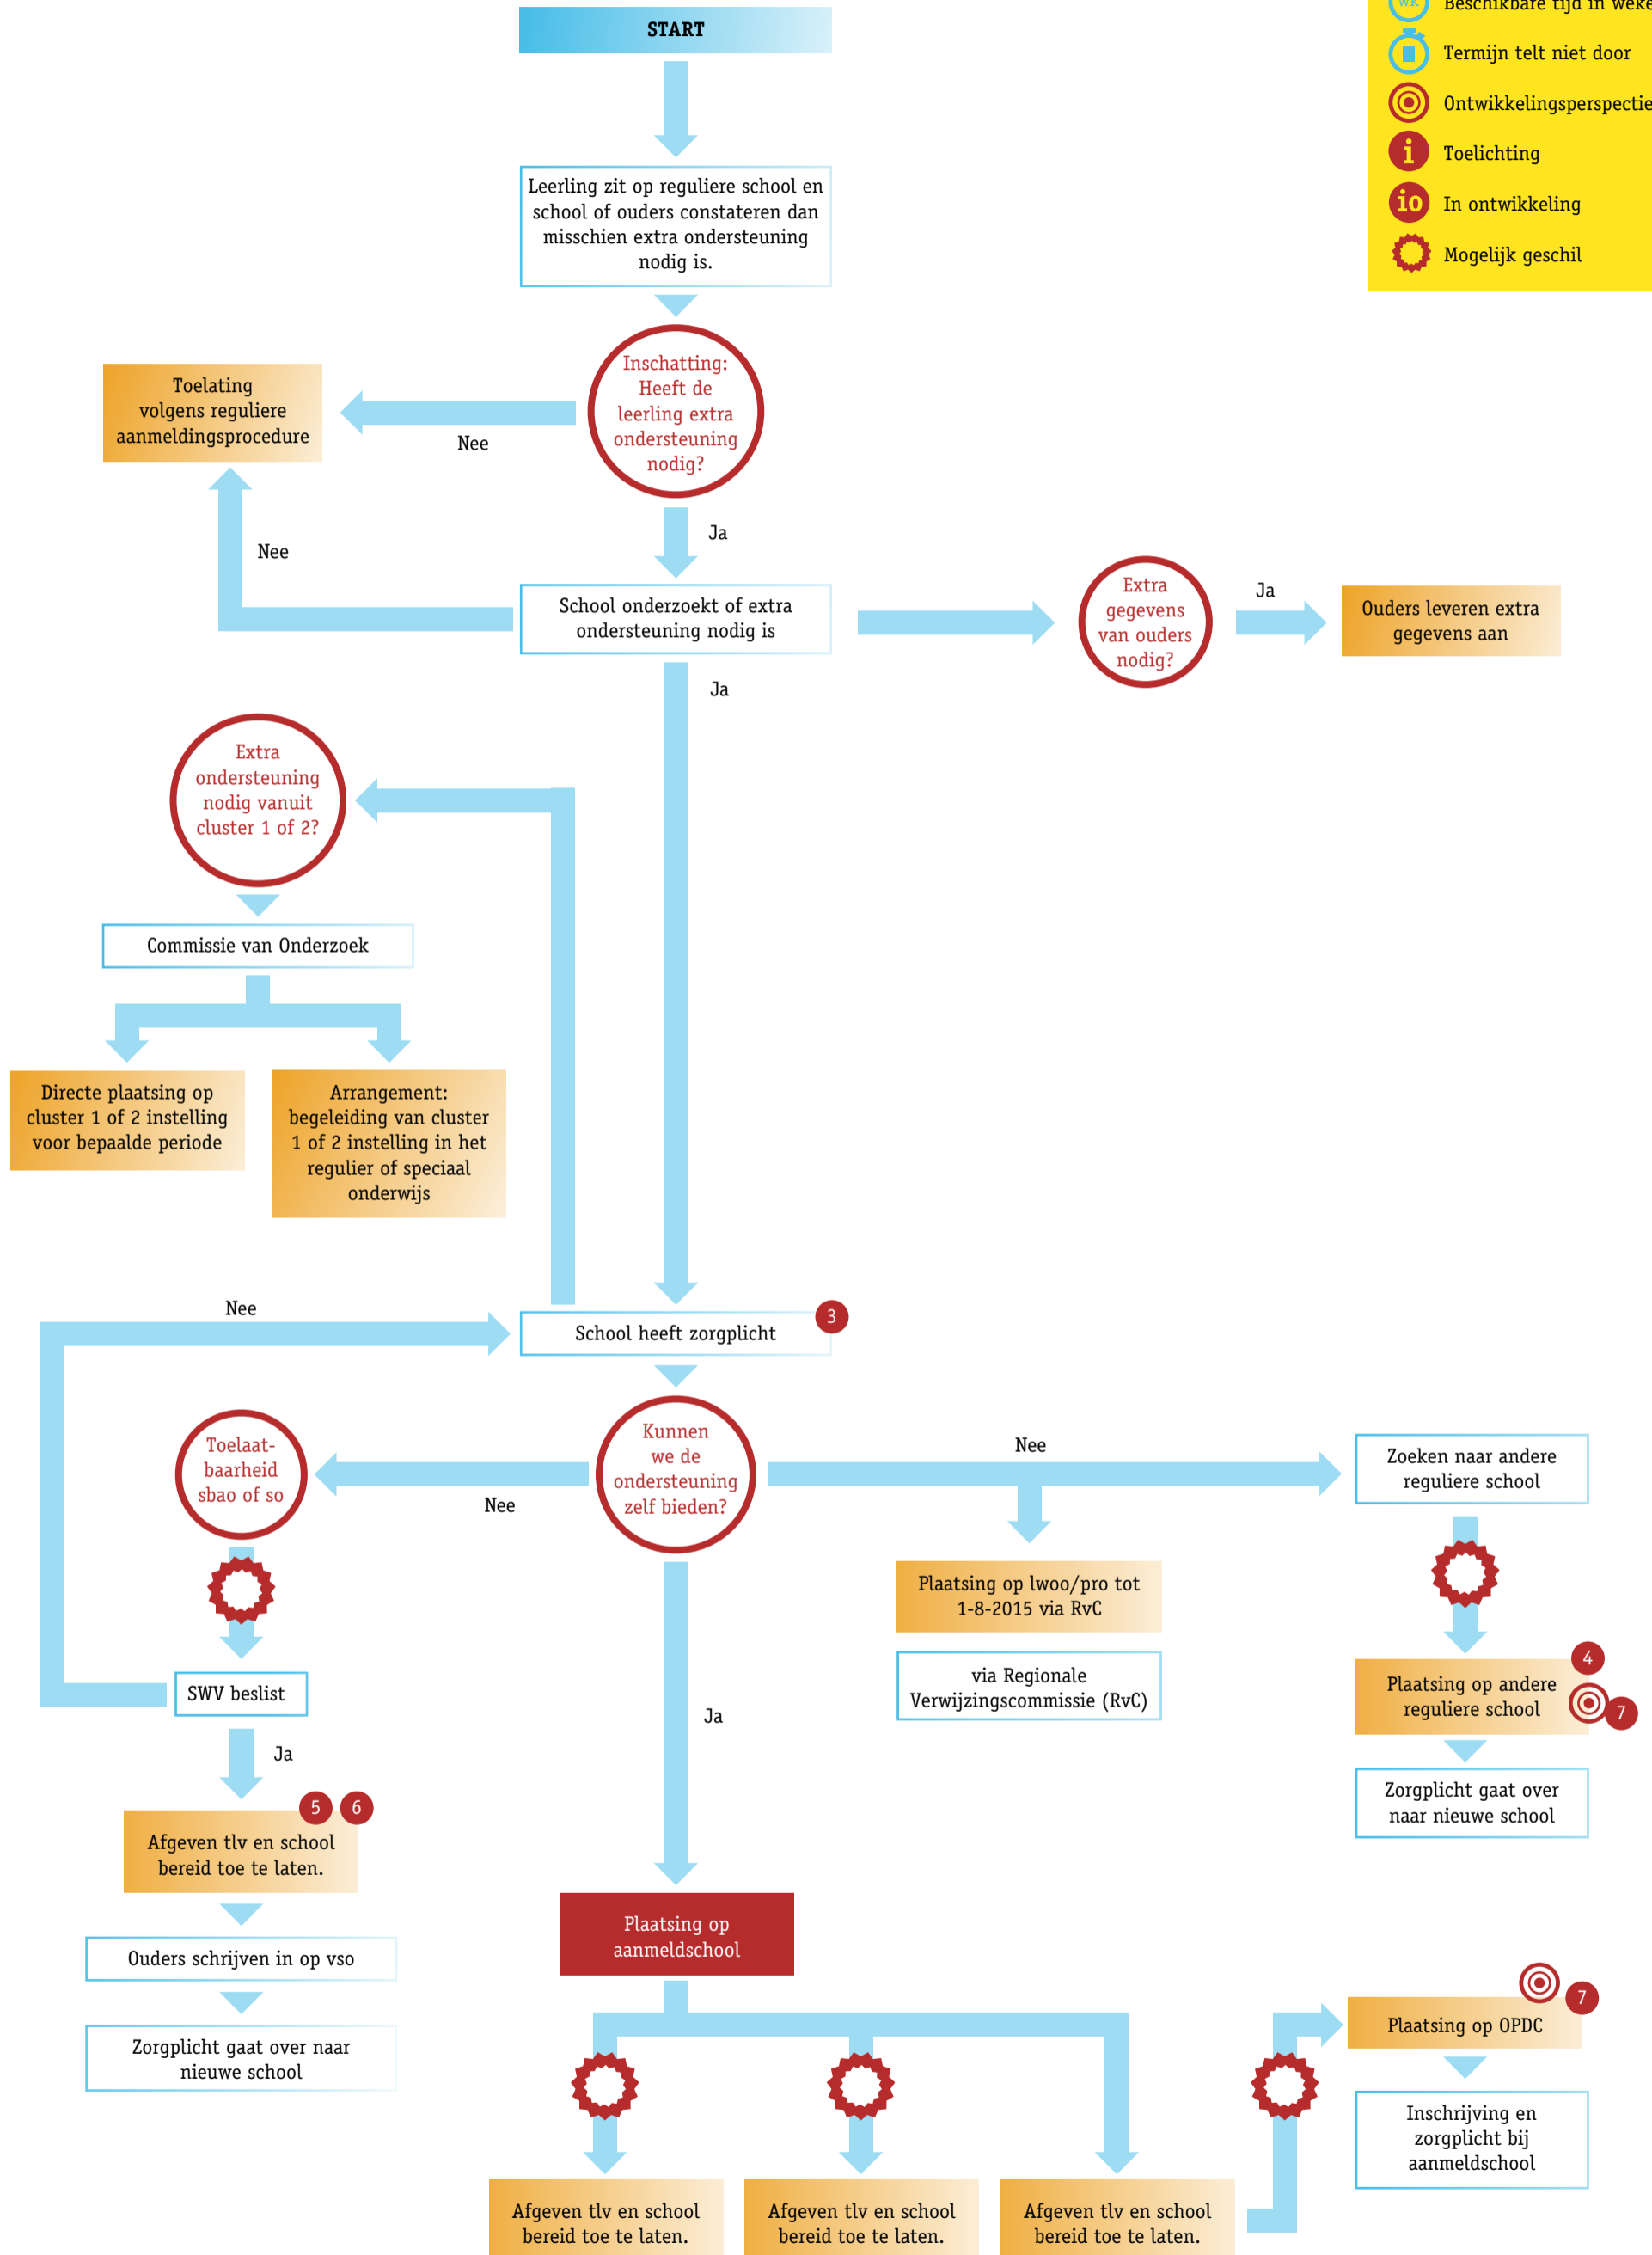 START
WK
Beschikbare tijd in weke
Termijn telt niet door
Ontwikkelingsperspectie
i
Toelichting
io
In ontwikkeling
Mogelijk geschil
Leerling zit op reguliere school en
school of ouders constateren dan
misschien extra ondersteuning
nodig is.
Inschatting:
Heeft de
leerling extra
ondersteuning
nodig?
Nee
Toelating
volgens reguliere
aanmeldingsprocedure
Ja
Nee
School onderzoekt of extra
ondersteuning nodig is
Extra
gegevens
van ouders
nodig?
Ja
Ouders leveren extra
gegevens aan
Ja
Extra
ondersteuning
nodig vanuit
cluster 1 of 2?
Commissie van Onderzoek
Directe plaatsing op
cluster 1 of 2 instelling
voor bepaalde periode
Arrangement:
begeleiding van cluster
1 of 2 instelling in het
regulier of speciaal
onderwijs
Nee
School heeft zorgplicht
3
Kunnen
we de
ondersteuning
zelf bieden?
Nee
Toelaat-
baarheid
sbao of so
SWV beslist
Ja
5
6
Afgeven tlv en school
bereid toe te laten.
Ouders schrijven in op vso
Zorgplicht gaat over naar
nieuwe school
Nee
Plaatsing op lwoo/pro tot
1-8-2015 via RvC
via Regionale
Verwijzingscommissie (RvC)
Zoeken naar andere
reguliere school
4
Plaatsing op andere
reguliere school
7
Zorgplicht gaat over
naar nieuwe school
Ja
Plaatsing op
aanmeldschool
Afgeven tlv en school
bereid toe te laten.
Afgeven tlv en school
bereid toe te laten.
Afgeven tlv en school
bereid toe te laten.
7
Plaatsing op OPDC
Inschrijving en
zorgplicht bij
aanmeldschool